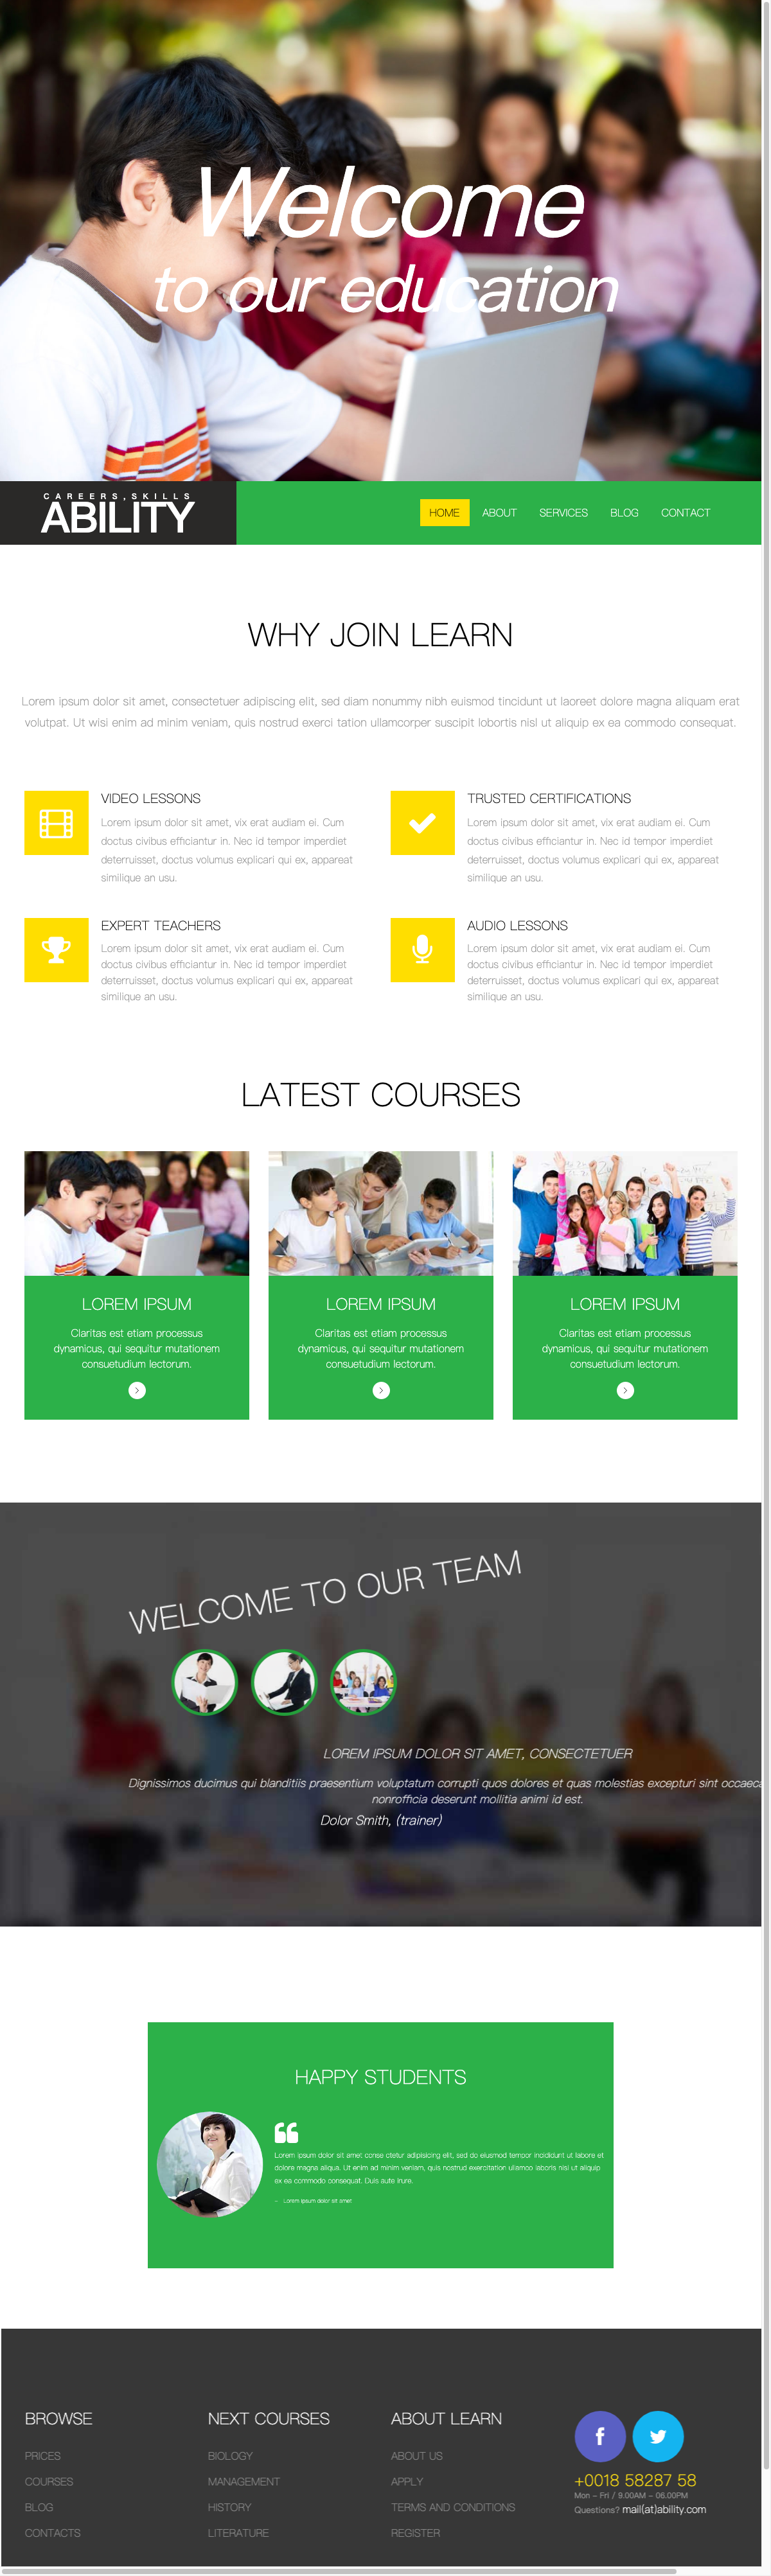 Welcome
to our education
CAREERS,SKILLS
ABILITY
HOME ABOUT SERVICES BLOG CONTACT
WHY JOIN LEARN
Lorem ipsum dolor sit amet, consectetuer adipiscing elit, sed diam nonummy nibh euismod tincidunt ut laoreet dolore magna aliquam erat
volutpat. Ut wisi enim ad minim veniam, quis nostrud exerci tation ullamcorper suscipit lobortis nisl ut aliquip ex ea commodo consequat.
VIDEO LESSONS
Lorem ipsum dolor sit amet, vix erat audiam ei. Cum
doctus civibus efficiantur in. Nec id tempor imperdiet
deterruisset, doctus volumus explicari qui ex, appareat
similique an usu.
TRUSTED CERTIFICATIONS
Lorem ipsum dolor sit amet, vix erat audiam ei. Cum
doctus civibus efficiantur in. Nec id tempor imperdiet
deterruisset, doctus volumus explicari qui ex, appareat
similique an usu.
EXPERT TEACHERS
Lorem ipsum dolor sit amet, vix erat audiam ei. Cum
doctus civibus efficiantur in. Nec id tempor imperdiet
deterruisset, doctus volumus explicari qui ex, appareat
similique an usu.
AUDIO LESSONS
Lorem ipsum dolor sit amet, vix erat audiam ei. Cum
doctus civibus efficiantur in. Nec id tempor imperdiet
deterruisset, doctus volumus explicari qui ex, appareat
similique an usu.
LATEST COURSES
LOREM IPSUM
Claritas est etiam processus
dynamicus, qui sequitur mutationem
consuetudium lectorum.
LOREM IPSUM
Claritas est etiam processus
dynamicus, qui sequitur mutationem
consuetudium lectorum.
LOREM IPSUM
Claritas est etiam processus
dynamicus, qui sequitur mutationem
consuetudium lectorum.
WELCOME TO OUR TEAM
LOREM IPSUM DOLOR SIT AMET, CONSECTETUER
Dignissimos ducimus qui blanditiis praesentium voluptatum corrupti quos dolores et quas molestias excepturi sint occaeca
nonrofficia deserunt mollitia animi id est.
Dolor Smith, (trainer)
HAPPY STUDENTS
Lorem ipsum dolor sit amet conse ctetur adipisicing elit, sed do eiusmod tempor incididunt ut labore et
dolore magna aliqua. Ut enim ad minim veniam, quis nostrud exercitation ullamco laboris nisi ut aliquip
ex ea commodo consequat. Duis aute irure.
- Lorem ipsum dolor sit amet
BROWSE
PRICES
COURSES
BLOG
CONTACTS
NEXT COURSES
BIOLOGY
MANAGEMENT
HISTORY
LITERATURE
ABOUT LEARN
ABOUT US
APPLY
TERMS AND CONDITIONS
REGISTER
+0018 58287 58
Mon - Fri / 9.00AM - 06.00PM
Questions? mail(at)ability.com